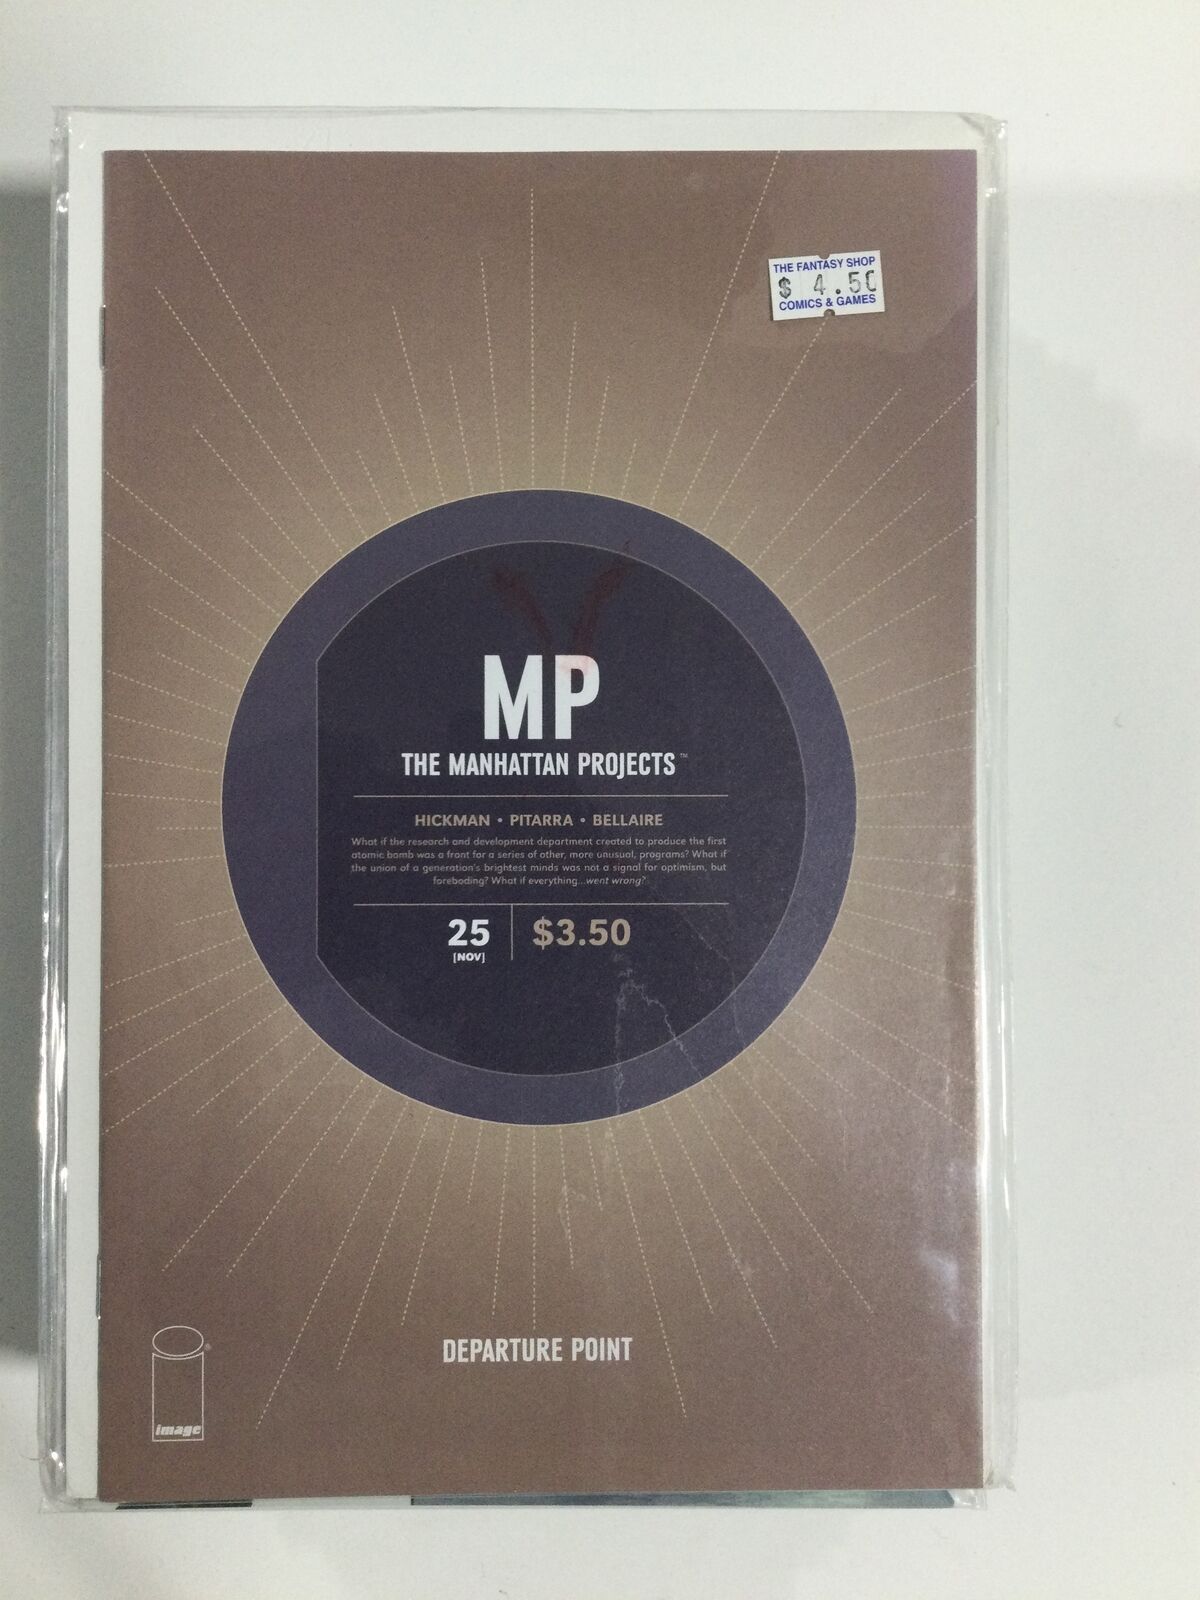 THE FANTASY SHOP
$ 4.50
COMICS & GAMES
MP
THE MANHATTAN PROJECTS™
HICKMAN • PITARRA • BELLAIRE
What if the research and development department created to produce the first
atomic bomb was a front for a series of other, more unusual, programs? What if
the union of a generation's brightest minds was not a signal for optimism, but
foreboding? What if everything...went wrong?
25 $3.50
[NOV]
DEPARTURE POINT
image